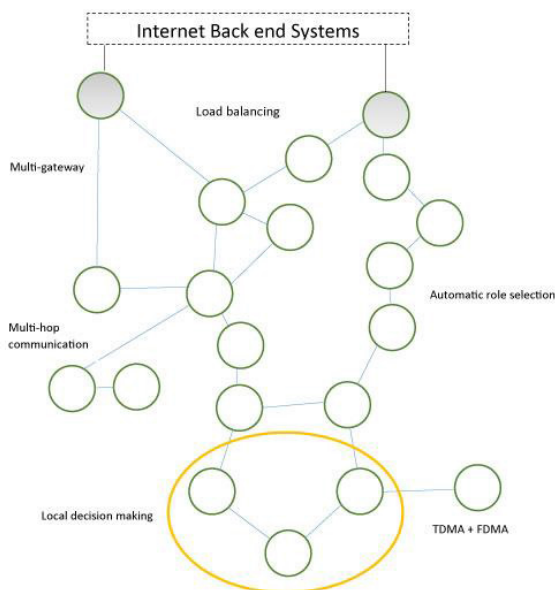 Internet Back end Systems
Load balancing
Multi-gateway
Automatic role selection
Multi-hop
communication
Local decision making
TDMA + FDMA